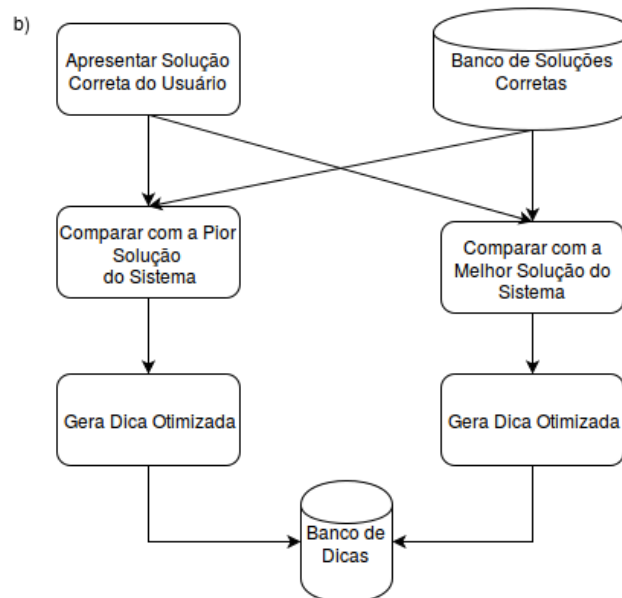 b)
Apresentar Solução
Correta do Usuário
Banco de Soluções
Corretas
Comparar com a Pior
Solução
do Sistema
Comparar com a
Melhor Solução do
Sistema
Gera Dica Otimizada
Gera Dica Otimizada
Banco de
Dicas